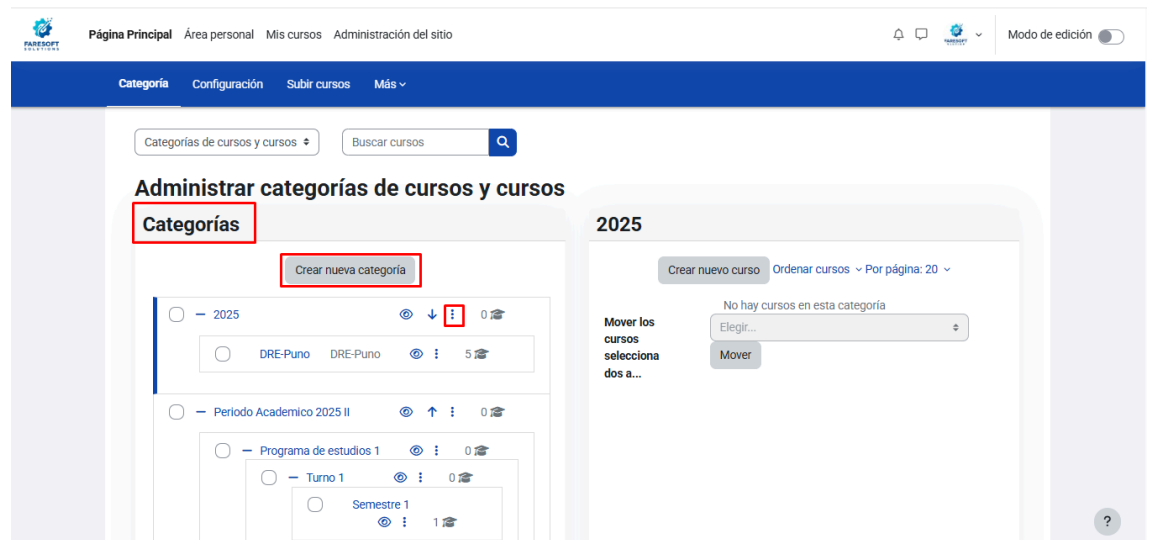 FARESOFT
SOLUTIONS
Página Principal Área personal Mis cursos Administración del sitio
Modo de edición
Categoría Configuración Subir cursos Más
Categorías de cursos y cursos
Buscar cursos
Administrar categorías de cursos y cursos
Categorías
Crear nueva categoría
2025 0
DRE-Puno DRE-Puno 5
Periodo Academico 2025 II 0
Programa de estudios 1 0
Turno 1 0
Semestre 1
1
2025
Crear nuevo curso Ordenar cursos Por página: 20
No hay cursos en esta categoría
Mover los
cursos
selecciona
dos a...
Elegir...
Mover
?